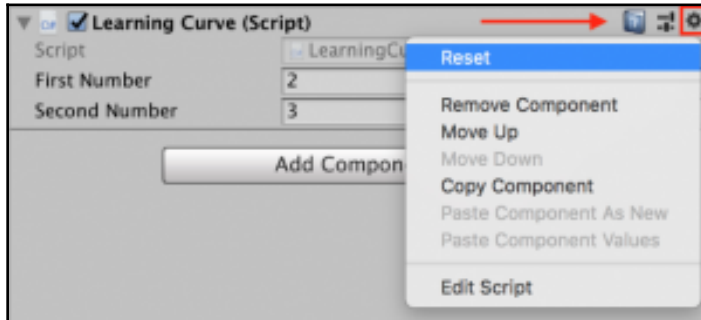 Learning Curve (Script)
Script LearningCu
First Number 2
Second Number 3
Add Compon
Reset
Remove Component
Move Up
Move Down
Copy Component
Paste Component As New
Paste Component Values
Edit Script